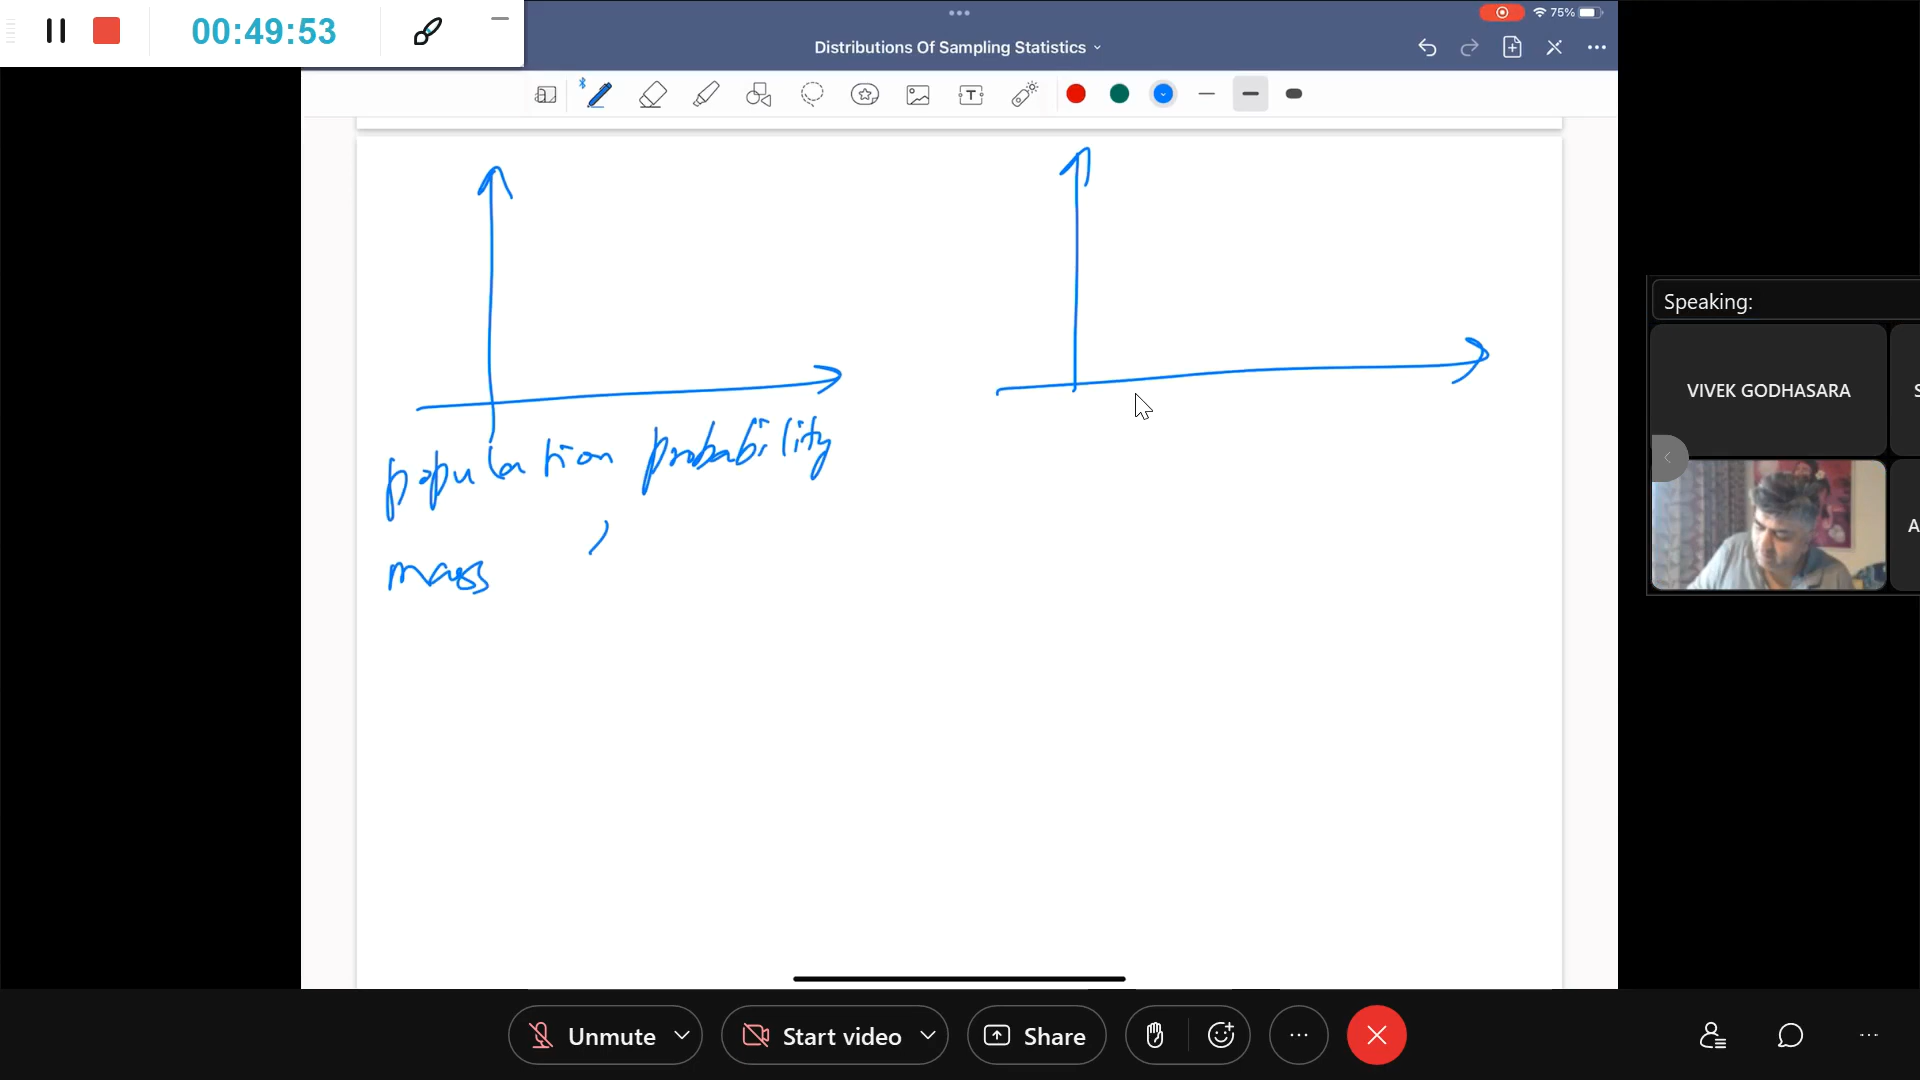 00:49:53
75%
Distributions Of Sampling Statistics
population probability
mass
Speaking:
VIVEK GODHASARA
S
A
Unmute
Start video
Share